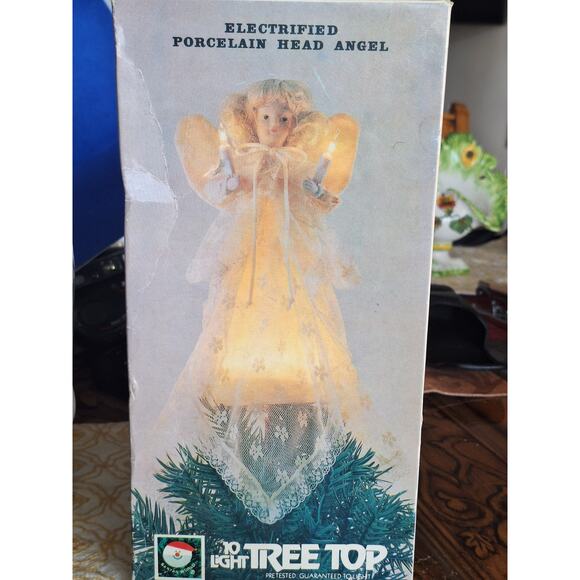 ELECTRIFIED
PORCELAIN HEAD ANGEL
10
LIGHT TREE TOP
PRETESTED GUARANTEED TO LIGHT